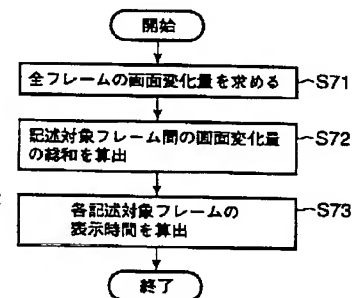 開始
全フレームの画面変化量を求める
S71
記述対象フレーム間の画面変化量
の総和を算出
S72
各記述対象フレームの
表示時間を算出
S73
終了